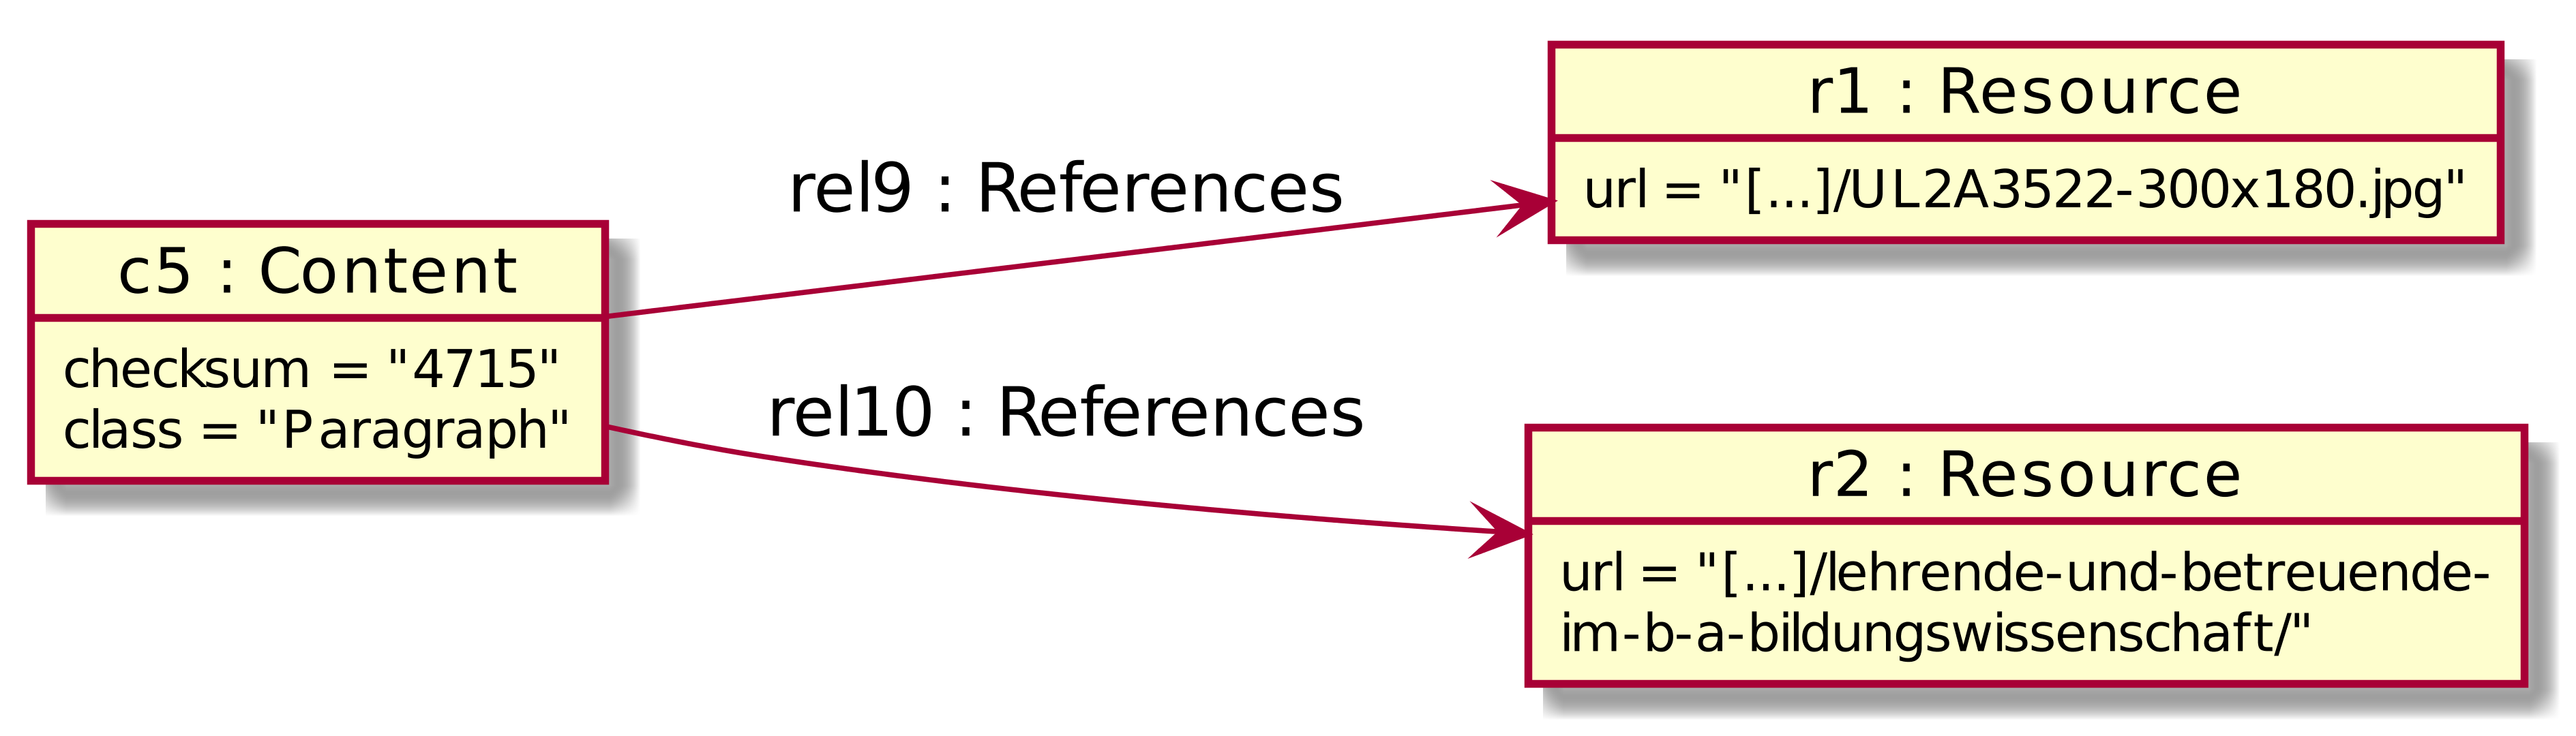 c5 : Content
checksum = "4715"
class = "Paragraph"
rel9 : References
rel10 : References
r1 : Resource
url = "[...]/UL2A3522-300x180.jpg"
r2 : Resource
url = "[...]/lehrende-und-betreuende-
im-b-a-bildungswissenschaft/"